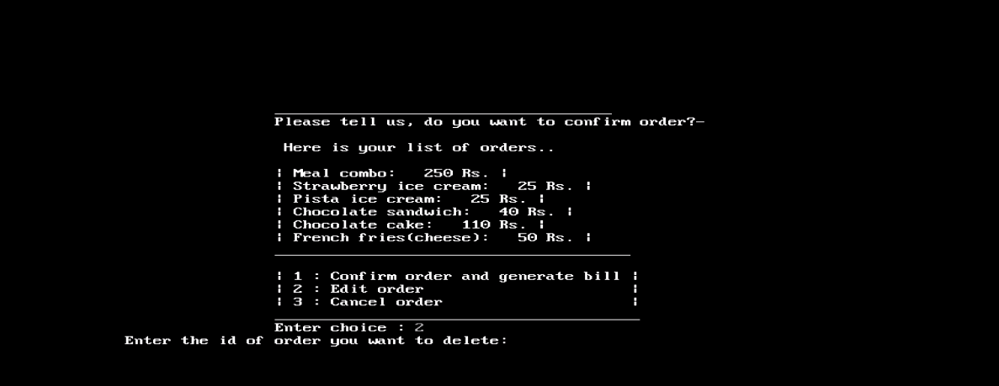 Please tell us, do you want to confirm order?-
Here is your list of orders..
| Meal combo:   250 Rs. |
| Strawberry ice cream:   25 Rs. |
| Pista ice cream:   25 Rs. |
| Chocolate sandwich:   40 Rs. |
| Chocolate cake:   110 Rs. |
| French fries(cheese):   50 Rs. |
| 1 : Confirm order and generate bill |
| 2 : Edit order |
| 3 : Cancel order |
Enter choice : 2
Enter the id of order you want to delete: